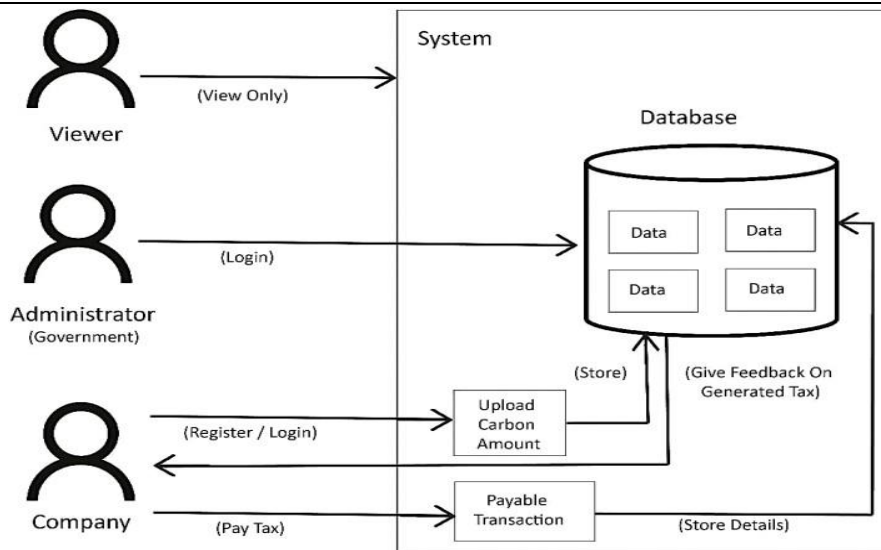 System
(View Only)
Viewer
Database
Data
Data
(Login)
Data
Data
Administrator
(Government)
(Store)
(Give Feedback On
Generated Tax)
Upload
Carbon
Amount
(Register / Login)
Payable
Transaction
Company
(Pay Tax)
(Store Details)